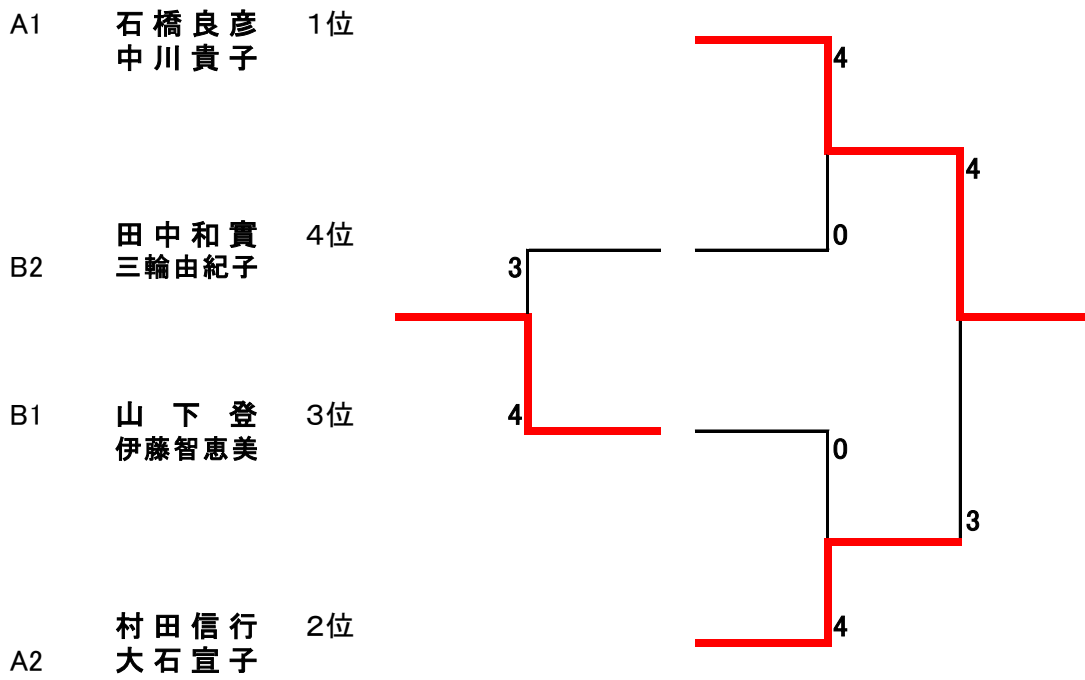 A1 石橋良彦 1位
中川貴子
4
4
田中和實 4位
0
B2 三輪由紀子
3
B1 山下登 3位
4
伊藤智恵美
0
3
村田信行 2位
4
A2 大石宣子